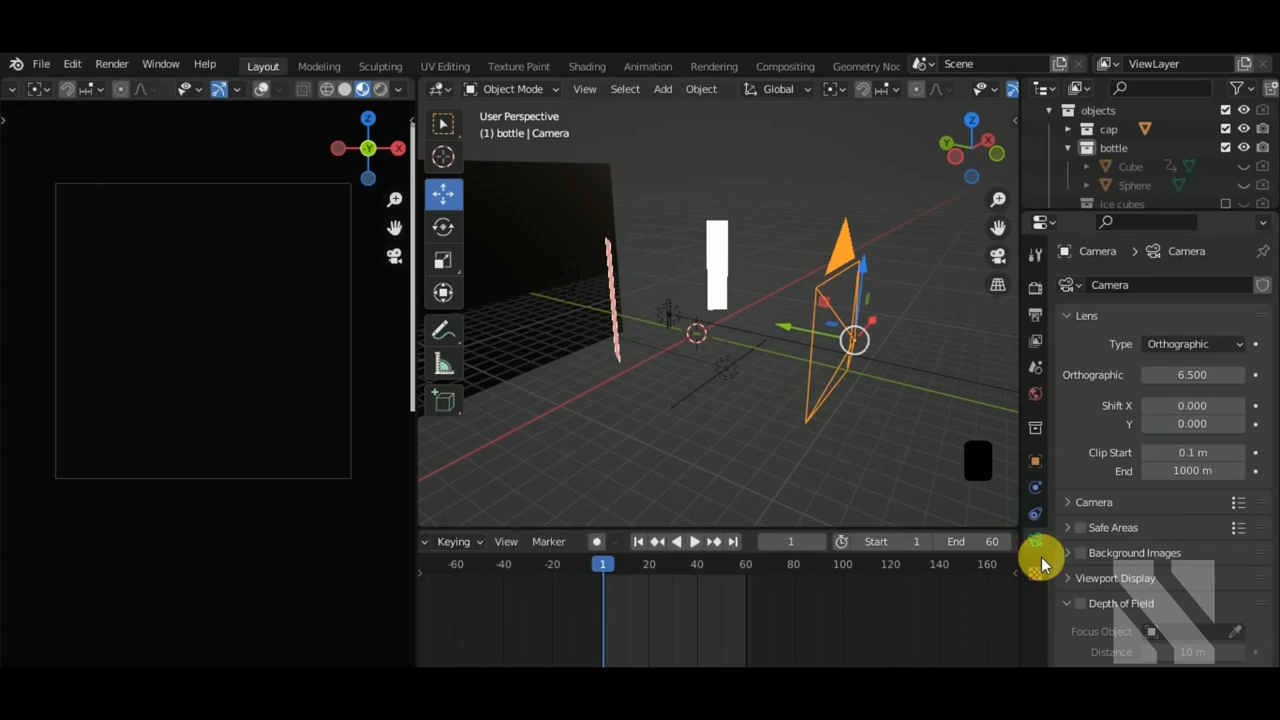 File Edit Render Window Help Layout Modeling Sculpting UV Editing Texture Paint Shading Animation Rendering Compositing Geometry Noc Scene ViewLayer
Object Mode View Select Add Object Global
User Perspective
(1) bottle | Camera
Z
-Y
X
Z
X
Y
objects
cap
bottle
Cube
Sphere
ice cubes
Camera > Camera
Camera
Lens
Type Orthographic
Orthographic 6.500
Shift X 0.000
Y 0.000
Clip Start 0.1 m
End 1000 m
Camera
Safe Areas
Background Images
Viewport Display
Depth of Field
Focus Object
Distance 10 m
Keying View Marker 1 Start 1 End 60
-60 -40 -20 1 20 40 60 80 100 120 140 160